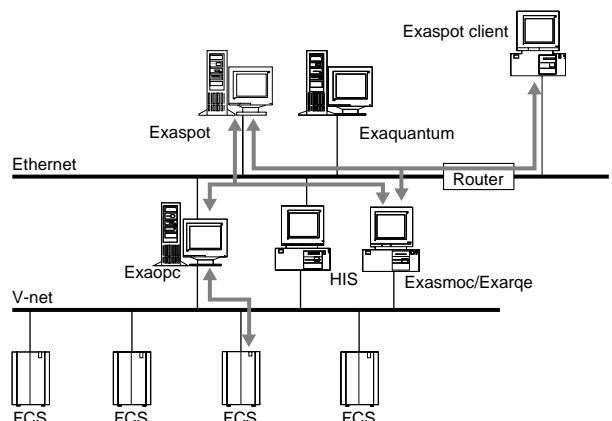 Exaspot client
Exaspot
Exaquantum
Ethernet
Router
Exaopc
HIS
Exasmoc/Exarqe
V-net
FCS
FCS
FCS
FCS